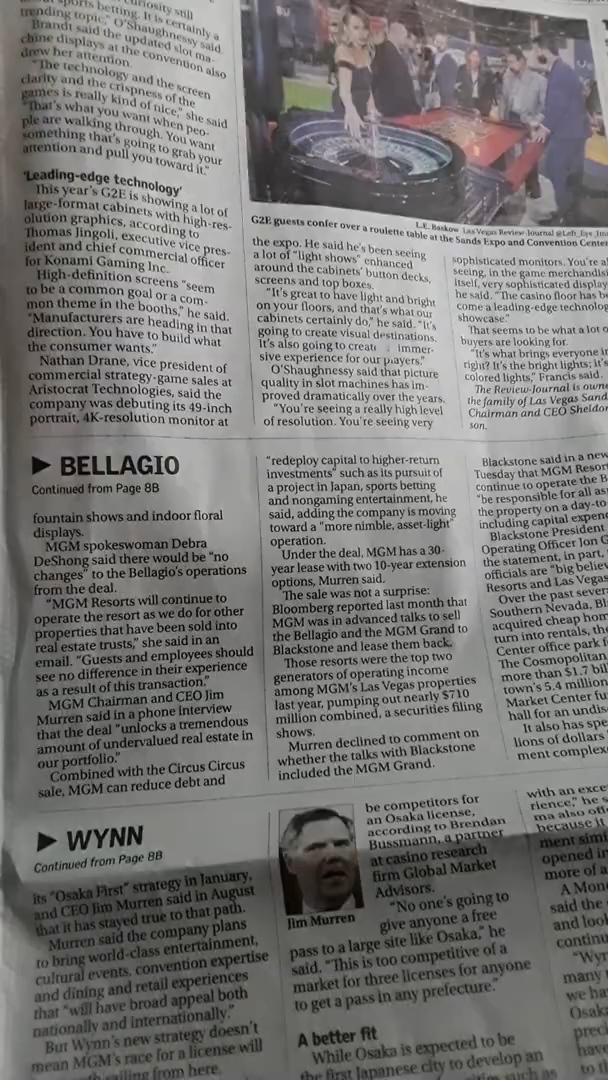 sports betting. It is certainly a
trending topic," O'Shaughnessy said.
Brandt said the updated slot ma-
chine displays at the convention also
drew her attention.
"The technology and the screen
clarity and the crispness of the
games is really kind of nice," she said.
"That's what you want when peo-
ple are walking through. You want
something that's going to grab your
attention and pull you toward it."
'Leading-edge technology'
This year's G2E is showing a lot of
large-format cabinets with high-res-
olution graphics, according to
Thomas Jingoli, executive vice pres-
ident and chief commercial officer
for Konami Gaming Inc.
High-definition screens "seem
to be a common goal or a com-
mon theme in the booths," he said.
"Manufacturers are heading in that
direction. You have to build what
the consumer wants."
Nathan Drane, vice president of
commercial strategy-game sales at
Aristocrat Technologies, said the
company was debuting its 49-inch
portrait, 4K-resolution monitor at
L.E. Baskow Las Vegas Review-Journal @Left_Eye_Im
G2E guests confer over a roulette table at the Sands Expo and Convention Center
the expo. He said he's been seeing
a lot of "light shows" enhanced
around the cabinets' button decks,
screens and top boxes.
"It's great to have light and bright
on your floors, and that's what our
cabinets certainly do," he said. "It's
going to create visual destinations.
It's also going to creat immer-
sive experience for our players."
O'Shaughnessy said that picture
quality in slot machines has im-
proved dramatically over the years.
"You're seeing a really high level
of resolution. You're seeing very
sophisticated monitors. You're al
seeing, in the game merchandis
itself, very sophisticated display
he said. "The casino floor has b
come a leading-edge technolog
showcase."
That seems to be what a lot o
buyers are looking for.
"It's what brings everyone in
right? It's the bright lights; it's
colored lights," Francis said.
The Review-Journal is owne
the family of Las Vegas Sand
Chairman and CEO Sheldon
son.
▶ BELLAGIO
Continued from Page 8B
fountain shows and indoor floral
displays.
MGM spokeswoman Debra
DeShong said there would be "no
changes" to the Bellagio's operations
from the deal.
"MGM Resorts will continue to
operate the resort as we do for other
properties that have been sold into
real estate trusts," she said in an
email. "Guests and employees should
see no difference in their experience
as a result of this transaction."
MGM Chairman and CEO Jim
Murren said in a phone interview
that the deal "unlocks a tremendous
amount of undervalued real estate in
our portfolio."
Combined with the Circus Circus
sale, MGM can reduce debt and
"redeploy capital to higher-return
investments" such as its pursuit of
a project in Japan, sports betting
and nongaming entertainment, he
said, adding the company is moving
toward a "more nimble, asset-light"
operation.
Under the deal, MGM has a 30-
year lease with two 10-year extension
options, Murren said.
The sale was not a surprise:
Bloomberg reported last month that
MGM was in advanced talks to sell
the Bellagio and the MGM Grand to
Blackstone and lease them back.
Those resorts were the top two
generators of operating income
among MGM's Las Vegas properties
last year, pumping out nearly $710
million combined, a securities filing
shows.
Murren declined to comment on
whether the talks with Blackstone
included the MGM Grand.
Blackstone said in a new
Tuesday that MGM Resort
continue to operate the B
"be responsible for all as
the property on a day-to
including capital expend
Blackstone President
Operating Officer Jon G
the statement, in part,
officials are "big believ
Resorts and Las Vegas
Over the past sever
Southern Nevada, Bl
acquired cheap hom
turn into rentals, the
Center office park f
The Cosmopolitan
more than $1.7 bil
town's 5.4 million
Market Center fu
hall for an undis
It also has spe
lions of dollars
ment complex
▶ WYNN
Continued from Page 8B
its "Osaka First" strategy in January,
and CEO Jim Murren said in August
that it has stayed true to that path.
Murren said the company plans
to bring world-class entertainment,
cultural events, convention expertise
and dining and retail experiences
that "will have broad appeal both
nationally and internationally."
But Wynn's new strategy doesn't
mean MGM's race for a license will
sailing from here.
Jim Murren
be competitors for
an Osaka license,
according to Brendan
Bussmann, a partner
at casino research
firm Global Market
Advisors.
"No one's going to
give anyone a free
pass to a large site like Osaka," he
said. "This is too competitive of a
market for three licenses for anyone
to get a pass in any prefecture."
A better fit
While Osaka is expected to be
the first Japanese city to develop an
such as
with an exce
rience," he s
ma also off
because it
ment simi
opened in
more of a
A Mon
said the
and look
continu
"Wyr
many
we ha
Osak
preci
have
to th